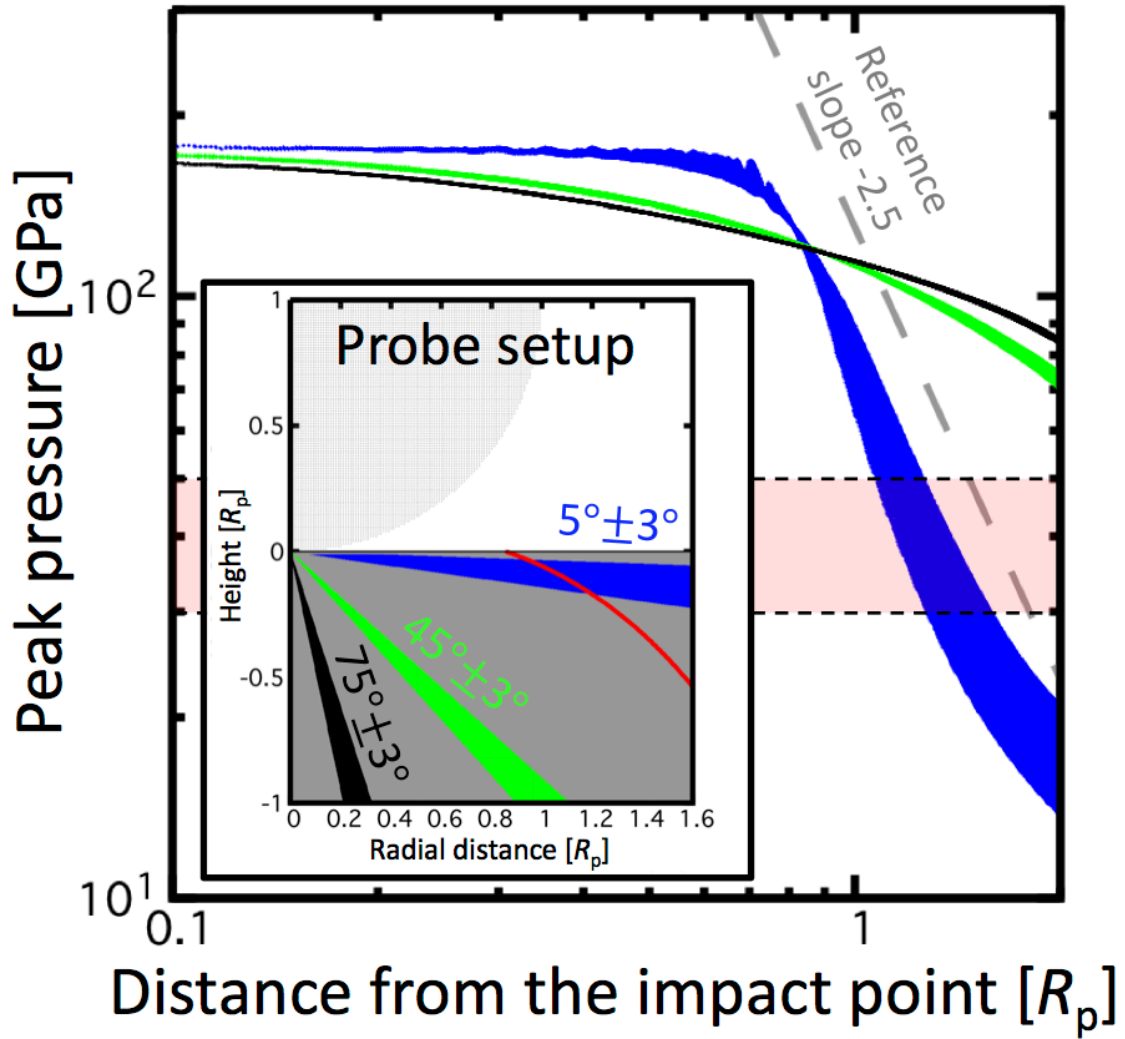 Peak pressure [GPa]
10²
10¹
0.1
1
Distance from the impact point [Rₚ]
Reference
slope -2.5
Probe setup
Height [Rₚ]
1
0.5
0
-0.5
-1
5°±3°
45°±3°
75°±3°
0 0.2 0.4 0.6 0.8 1 1.2 1.4 1.6
Radial distance [Rₚ]